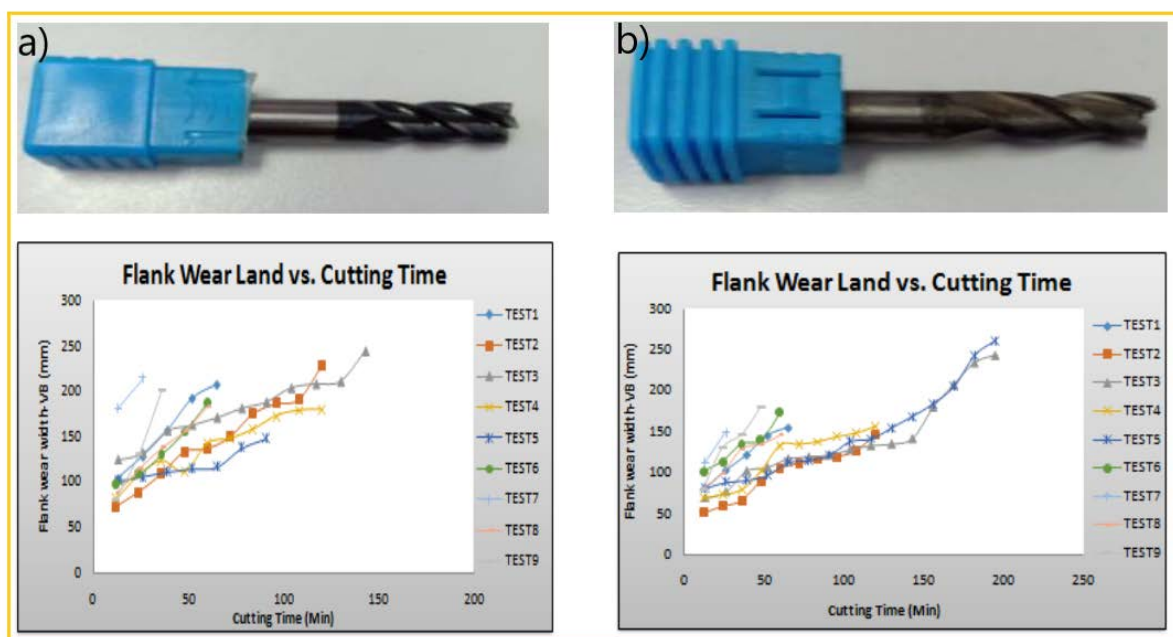 a)
b)
Flank Wear Land vs. Cutting Time
300
250
200
150
100
50
0
Flank wear width-VB (mm)
0 50 100 150 200
Cutting Time (Min)
TEST1
TEST2
TEST3
TEST4
TEST5
TEST6
TEST7
TEST8
TEST9
Flank Wear Land vs. Cutting Time
300
250
200
150
100
50
0
Flank wear width-VB (mm)
0 50 100 150 200 250
Cutting Time (Min)
TEST1
TEST2
TEST3
TEST4
TEST5
TEST6
TEST7
TEST8
TEST9